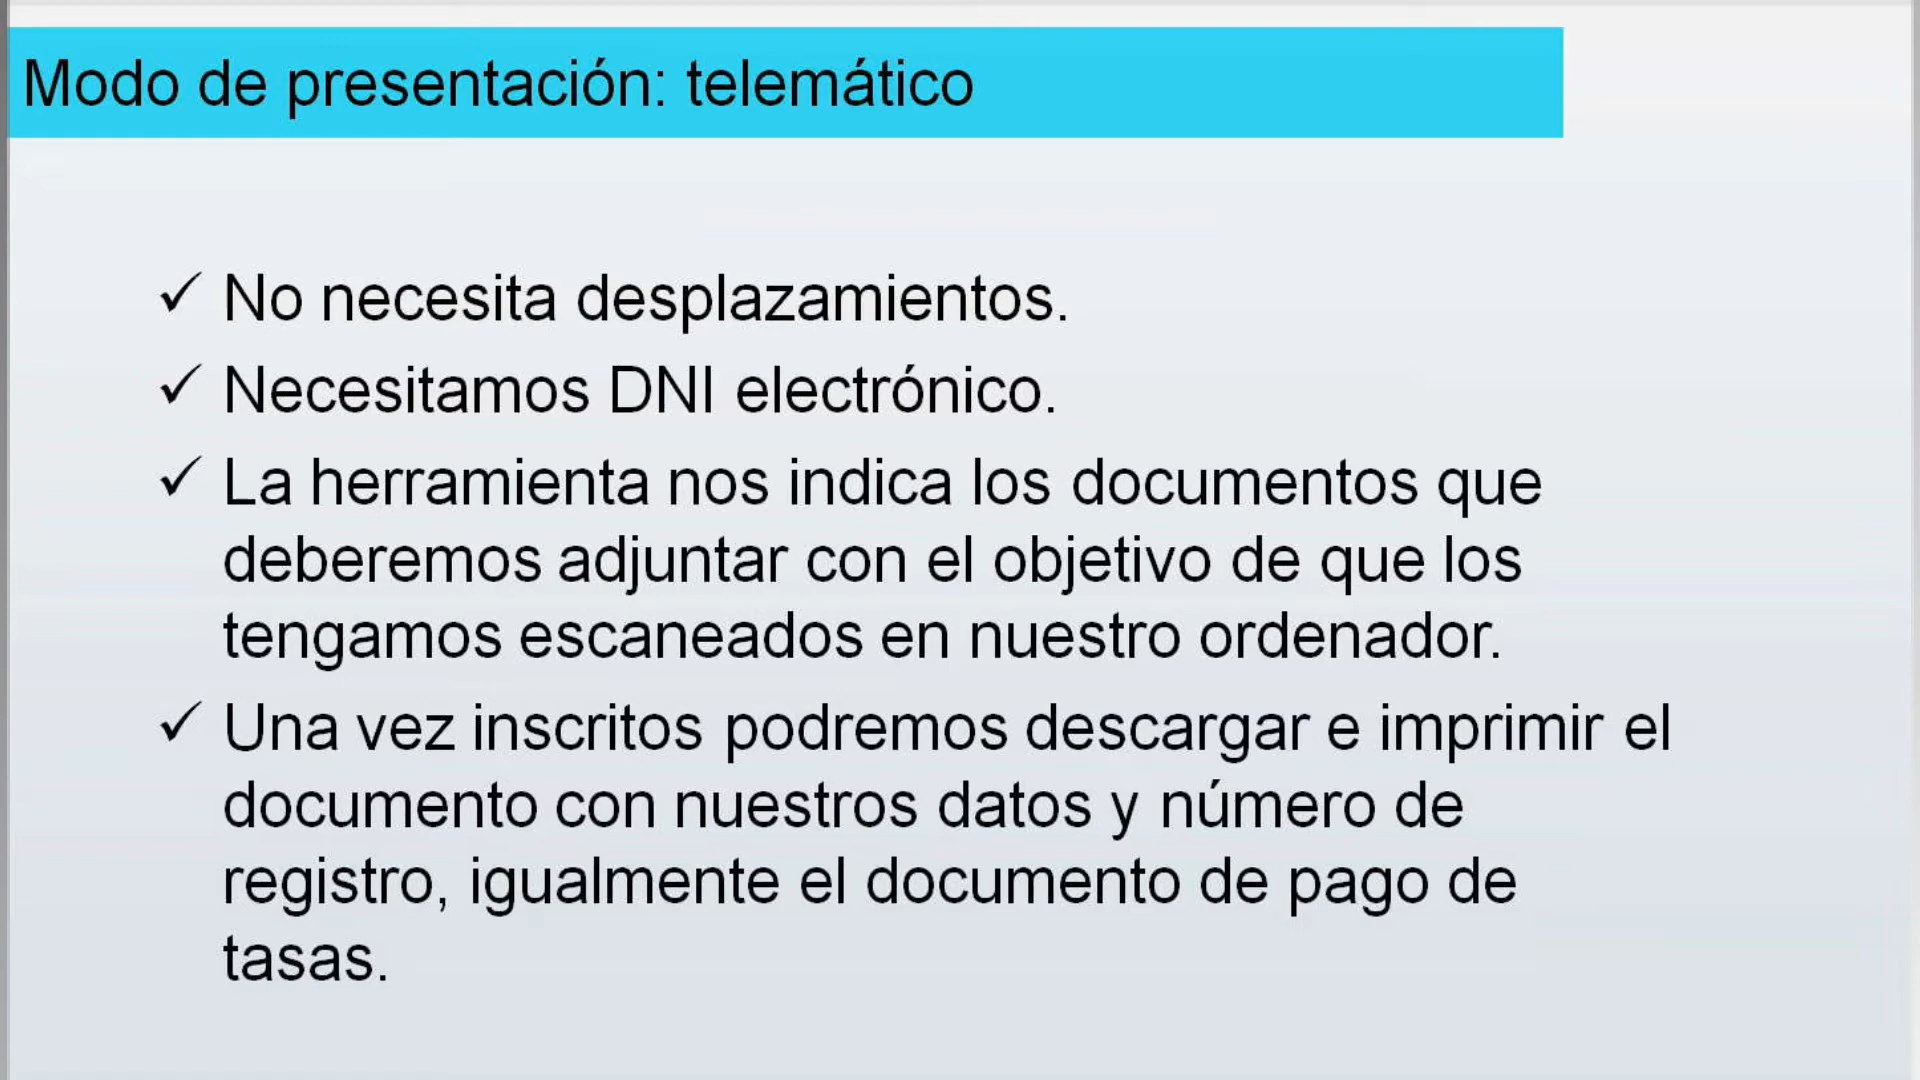 Modo de presentación: telemático
✓ No necesita desplazamientos.
✓ Necesitamos DNI electrónico.
✓ La herramienta nos indica los documentos que
deberemos adjuntar con el objetivo de que los
tengamos escaneados en nuestro ordenador.
✓ Una vez inscritos podremos descargar e imprimir el
documento con nuestros datos y número de
registro, igualmente el documento de pago de
tasas.